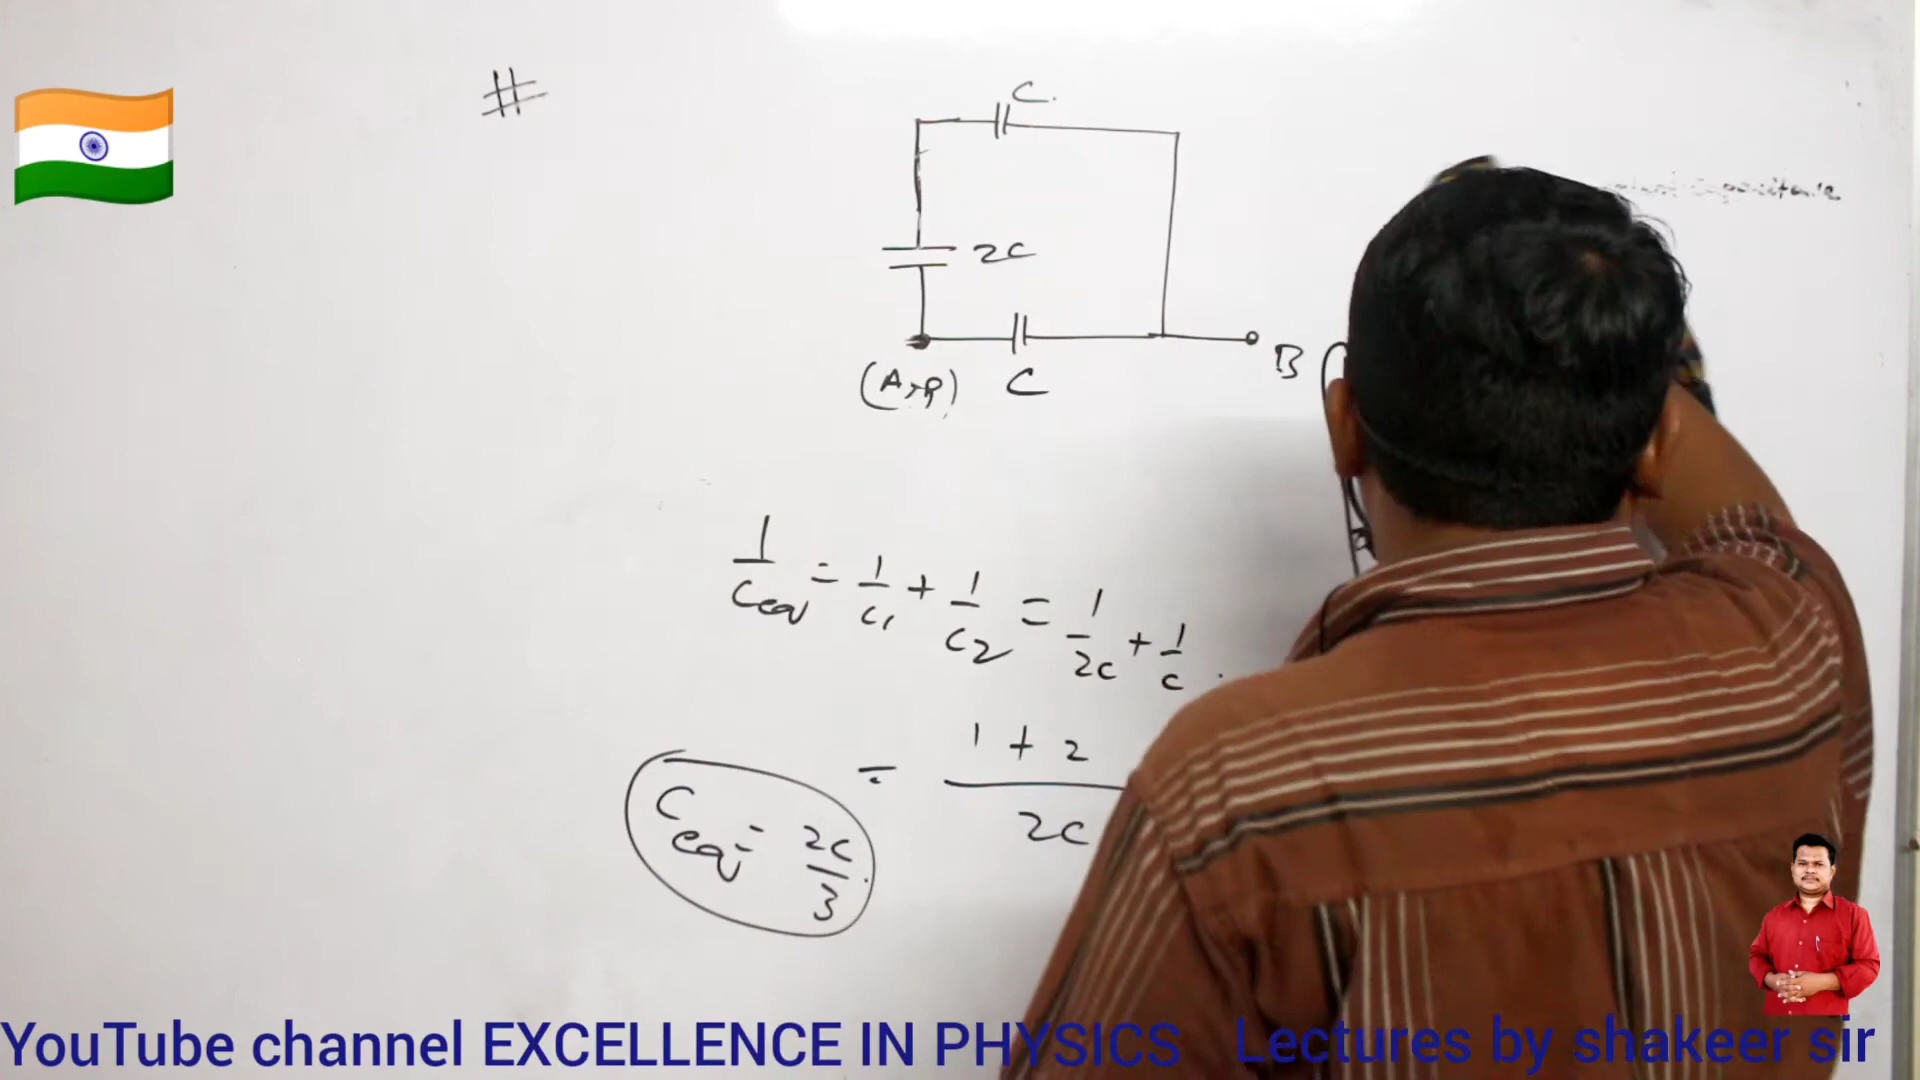 #
C.
2C
B
(A,P) C
1/Ceq = 1/C1 + 1/C2 = 1/2C + 1/C
= 1 + 2 / 2C
Ceq = 2C/3
YouTube channel EXCELLENCE IN PHYSICS Lectures by shakeer sir